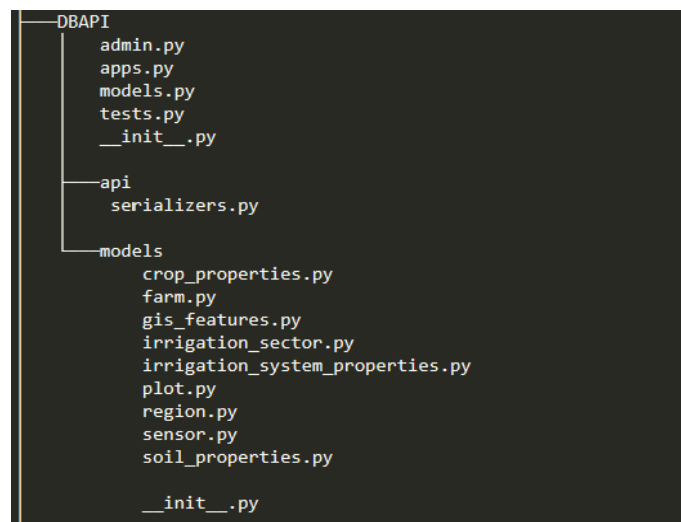 DBAPI
admin.py
apps.py
models.py
tests.py
__init__.py
api
serializers.py
models
crop_properties.py
farm.py
gis_features.py
irrigation_sector.py
irrigation_system_properties.py
plot.py
region.py
sensor.py
soil_properties.py
__init__.py